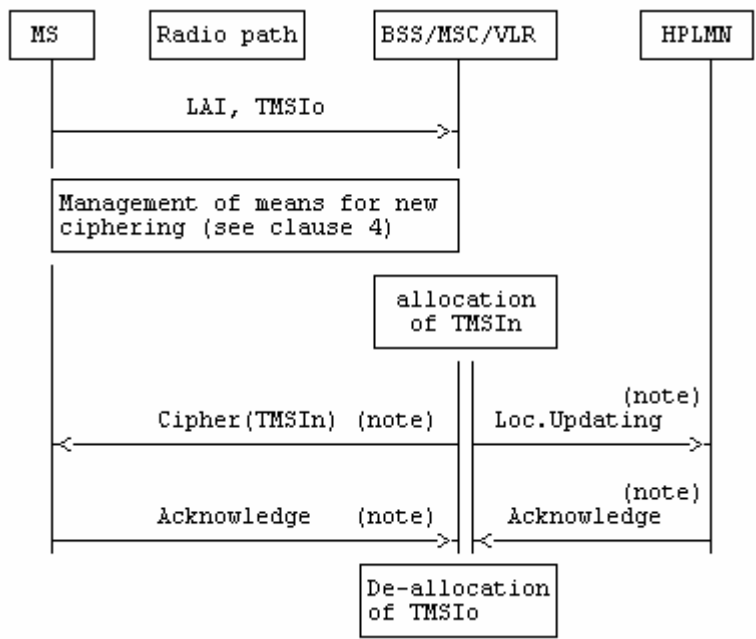 MS
Radio path
BSS/MSC/VLR
HPLMN
LAI, TMSIo
Management of means for new
ciphering (see clause 4)
allocation
of TMSIn
(note)
Cipher(TMSIn) (note)
Loc.Updating
(note)
Acknowledge (note)
Acknowledge
De-allocation
of TMSIo